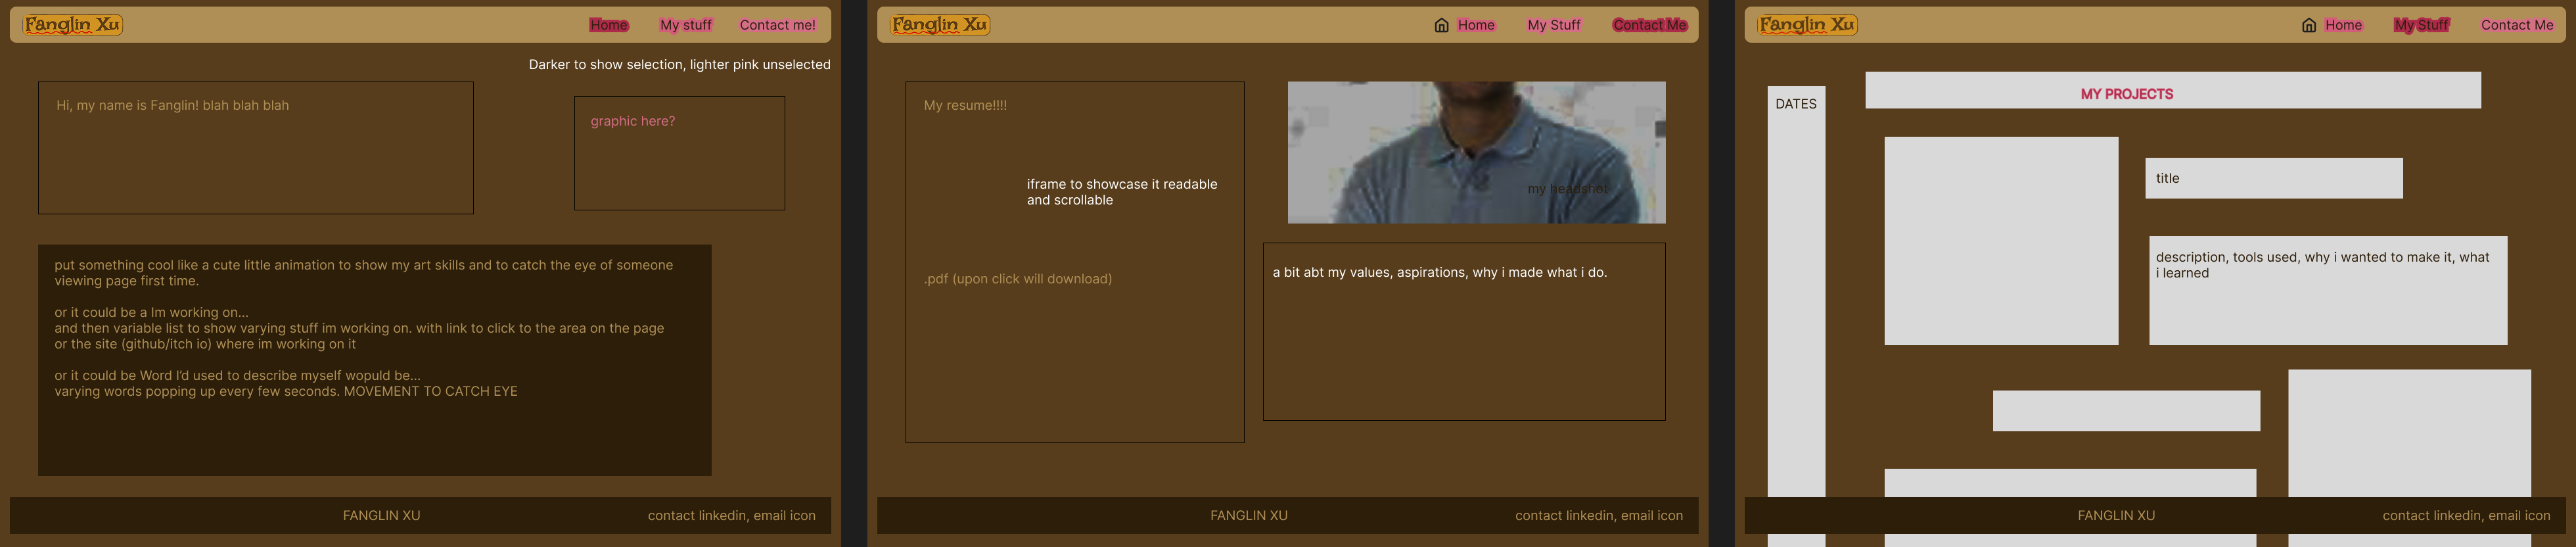 Fanglin Xu
Home
My stuff
Contact me!
Darker to show selection, lighter pink unselected
Hi, my name is Fanglin! blah blah blah
graphic here?
put something cool like a cute little animation to show my art skills and to catch the eye of someone
viewing page first time.
or it could be a Im working on...
and then variable list to show varying stuff im working on. with link to click to the area on the page
or the site (github/itch io) where im working on it
or it could be Word I'd used to describe myself wopuld be...
varying words popping up every few seconds. MOVEMENT TO CATCH EYE
FANGLIN XU
contact linkedin, email icon
Fanglin Xu
Home
My Stuff
Contact Me
My resume!!!!
iframe to showcase it readable
and scrollable
.pdf (upon click will download)
my headshot
a bit abt my values, aspirations, why i made what i do.
FANGLIN XU
contact linkedin, email icon
Fanglin Xu
Home
My Stuff
Contact Me
DATES
MY PROJECTS
title
description, tools used, why i wanted to make it, what
i learned
FANGLIN XU
contact linkedin, email icon